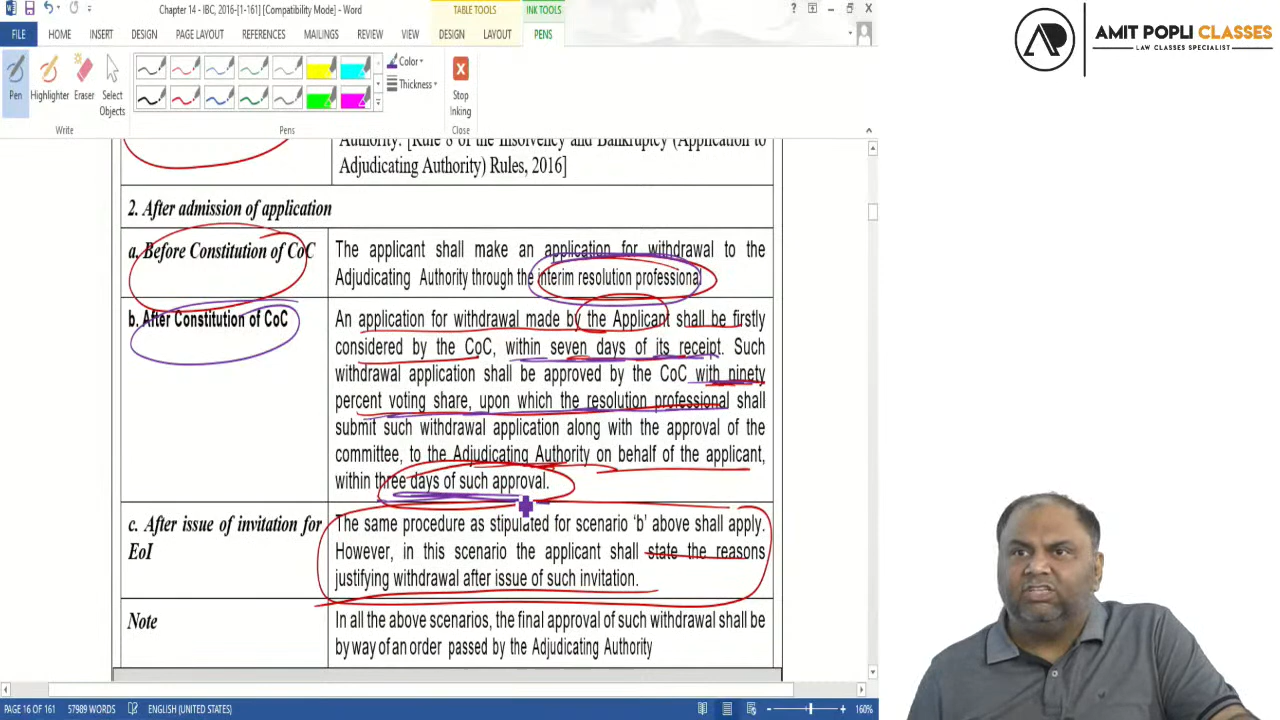 Chapter 14 - IBC, 2016-[1-161] [Compatibility Mode] - Word
TABLE TOOLS
INK TOOLS
FILE
HOME
INSERT
DESIGN
PAGE LAYOUT
REFERENCES
MAILINGS
REVIEW
VIEW
DESIGN
LAYOUT
PENS
Pen
Highlighter
Eraser
Select Objects
Color
Thickness
Stop Inking
Write
Pens
Close
AMIT POPLI CLASSES
LAW CLASSES SPECIALIST
Authority. [Rule 8 of the Insolvency and Bankruptcy (Application to
Adjudicating Authority) Rules, 2016]
2. After admission of application
a. Before Constitution of CoC
The applicant shall make an application for withdrawal to the
Adjudicating Authority through the interim resolution professional
b. After Constitution of CoC
An application for withdrawal made by the Applicant shall be firstly
considered by the CoC, within seven days of its receipt. Such
withdrawal application shall be approved by the CoC with ninety
percent voting share, upon which the resolution professional shall
submit such withdrawal application along with the approval of the
committee, to the Adjudicating Authority on behalf of the applicant,
within three days of such approval.
c. After issue of invitation for
EoI
The same procedure as stipulated for scenario ‘b’ above shall apply.
However, in this scenario the applicant shall state the reasons
justifying withdrawal after issue of such invitation.
Note
In all the above scenarios, the final approval of such withdrawal shall be
by way of an order passed by the Adjudicating Authority
PAGE 16 OF 161
57989 WORDS
ENGLISH (UNITED STATES)
160%